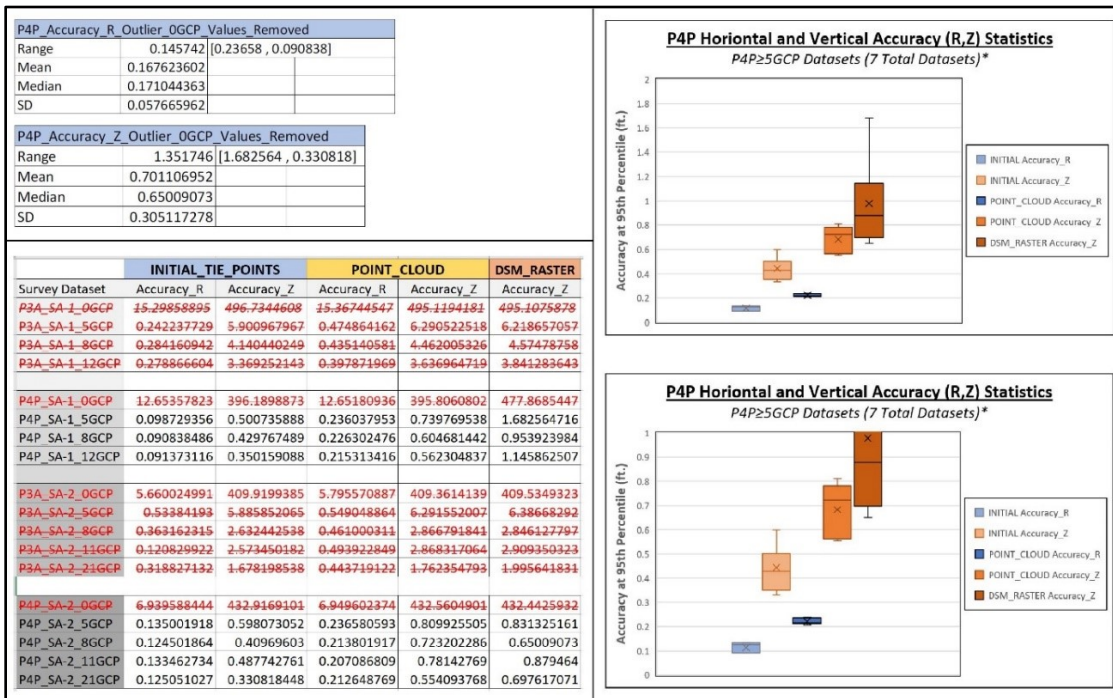 P4P_Accuracy_R_Outlier_0GCP_Values_Removed
Range 0.145742 [0.23658 , 0.090838]
Mean 0.167623602
Median 0.171044363
SD 0.057665962
P4P_Accuracy_Z_Outlier_0GCP_Values_Removed
Range 1.351746 [1.682564 , 0.330818]
Mean 0.701106952
Median 0.65009073
SD 0.305117278
INITIAL_TIE_POINTS POINT_CLOUD DSM_RASTER
Survey Dataset Accuracy_R Accuracy_Z Accuracy_R Accuracy_Z Accuracy_Z
P3A_SA-1_0GCP 15.29858895 496.7344608 15.36744547 495.1194181 495.1075878
P3A_SA-1_5GCP 0.242237729 5.900967967 0.474864162 6.290522518 6.218657057
P3A_SA-1_8GCP 0.284160942 4.140440249 0.435140581 4.462005326 4.57478758
P3A_SA-1_12GCP 0.278866604 3.369252143 0.397871969 3.636964719 3.841283643
P4P_SA-1_0GCP 12.65357823 396.1898873 12.65180936 395.8060802 477.8685447
P4P_SA-1_5GCP 0.098729356 0.500735888 0.236037953 0.739769538 1.682564716
P4P_SA-1_8GCP 0.090838486 0.429767489 0.226302476 0.604681442 0.953923984
P4P_SA-1_12GCP 0.091373116 0.350159088 0.215313416 0.562304837 1.145862507
P3A_SA-2_0GCP 5.660024991 409.9199385 5.795570887 409.3614139 409.5349323
P3A_SA-2_5GCP 0.53384193 5.885852065 0.549048864 6.291552007 6.38668292
P3A_SA-2_8GCP 0.363162315 2.632442538 0.461000311 2.866791841 2.846127797
P3A_SA-2_11GCP 0.120829922 2.573450182 0.493922849 2.868317064 2.909350323
P3A_SA-2_21GCP 0.318827132 1.678198538 0.443719122 1.762354793 1.995641831
P4P_SA-2_0GCP 6.939588444 432.9169101 6.949602374 432.5604901 432.4425932
P4P_SA-2_5GCP 0.135001918 0.598073052 0.236580593 0.809925505 0.831325161
P4P_SA-2_8GCP 0.124501864 0.40969603 0.213801917 0.723202286 0.65009073
P4P_SA-2_11GCP 0.133462734 0.487742761 0.207086809 0.78142769 0.879464
P4P_SA-2_21GCP 0.125051027 0.330818448 0.212648769 0.554093768 0.697617071
P4P Horiontal and Vertical Accuracy (R,Z) Statistics
P4P≥5GCP Datasets (7 Total Datasets)*
Accuracy at 95th Percentile (ft.)
2
1.8
1.6
1.4
1.2
1
0.8
0.6
0.4
0.2
0
INITIAL Accuracy_R
INITIAL Accuracy_Z
POINT_CLOUD Accuracy_R
POINT_CLOUD Accuracy_Z
DSM_RASTER Accuracy_Z
P4P Horiontal and Vertical Accuracy (R,Z) Statistics
P4P≥5GCP Datasets (7 Total Datasets)*
Accuracy at 95th Percentile (ft.)
1
0.9
0.8
0.7
0.6
0.5
0.4
0.3
0.2
0.1
0
INITIAL Accuracy_R
INITIAL Accuracy_Z
POINT_CLOUD Accuracy_R
POINT_CLOUD Accuracy_Z
DSM_RASTER Accuracy_Z